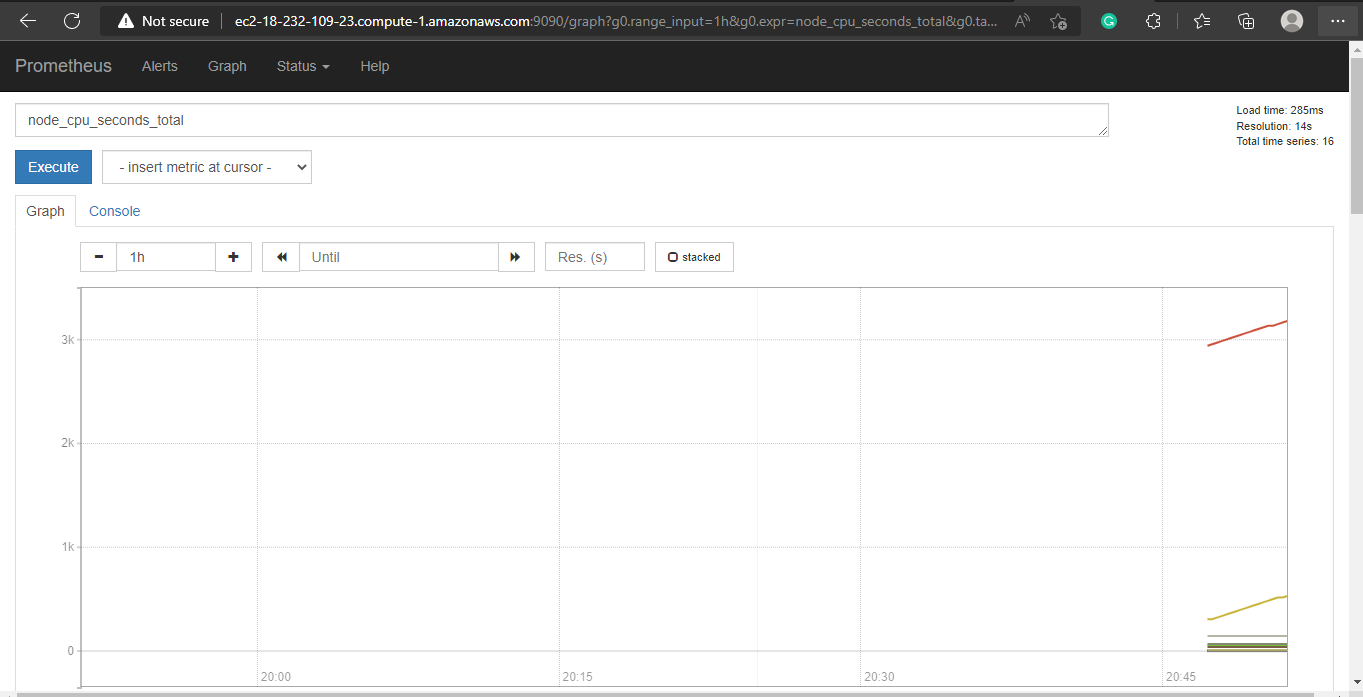 Not secure ec2-18-232-109-23.compute-1.amazonaws.com:9090/graph?g0.range_input=1h&g0.expr=node_cpu_seconds_total&g0.ta...
Prometheus Alerts Graph Status Help
node_cpu_seconds_total
Load time: 285ms
Resolution: 14s
Total time series: 16
Execute - insert metric at cursor -
Graph Console
1h Until Res. (s) stacked
3k
2k
1k
0
20:00 20:15 20:30 20:45